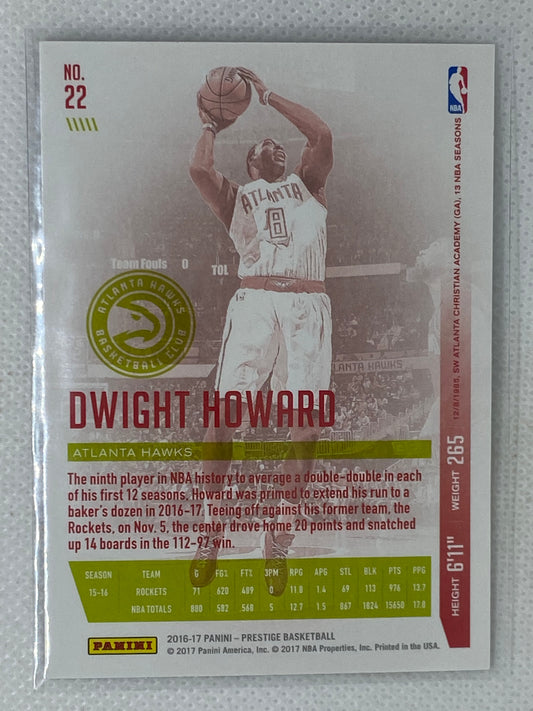 NO.
22
NBA
12/8/1985, SW ATLANTA CHRISTIAN ACADEMY (GA), 13 NBA SEASONS
ATLANTA
8
Team Fouls 0 TOL
ATLANTA HAWKS
BASKETBALL CLUB
ATLANTA HAWKS
DWIGHT HOWARD
ATLANTA HAWKS
HEIGHT 6'11" WEIGHT 265
The ninth player in NBA history to average a double-double in each
of his first 12 seasons, Howard was primed to extend his run to a
baker's dozen in 2016-17. Teeing off against his former team, the
Rockets, on Nov. 5, the center drove home 20 points and snatched
up 14 boards in the 112-97 win.
SEASON TEAM G FG% FT% 3PM RPG APG STL BLK PTS PPG
15-16 ROCKETS 71 .620 .489 0 11.8 1.4 69 113 976 13.7
NBA TOTALS 880 .582 .568 5 12.7 1.5 867 1824 15650 17.8
PANINI
2016-17 PANINI – PRESTIGE BASKETBALL
© 2017 Panini America, Inc. © 2017 NBA Properties, Inc. Printed in the USA.